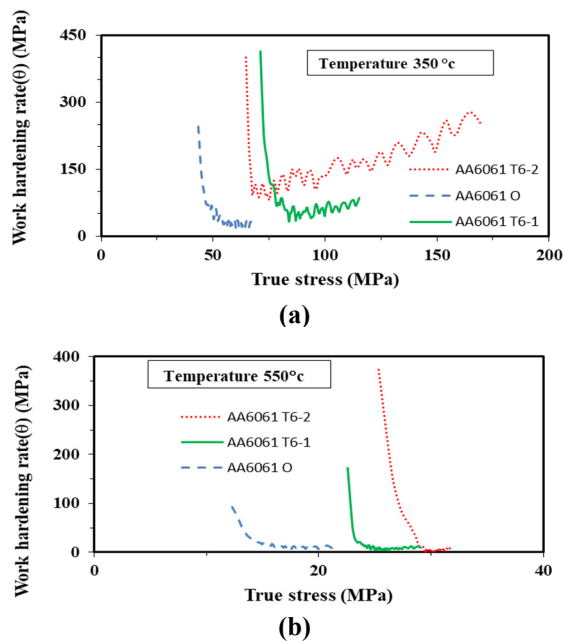 (a)
450
300
150
0
Work hardening rate(θ) (MPa)
Temperature 350 °c
AA6061 T6-2
AA6061 O
AA6061 T6-1
0 50 100 150 200
True stress (MPa)
(a)
(b)
400
300
200
100
0
Work hardening rate(θ) (MPa)
Temperature 550°c
AA6061 T6-2
AA6061 T6-1
AA6061 O
0 20 40
True stress (MPa)
(b)